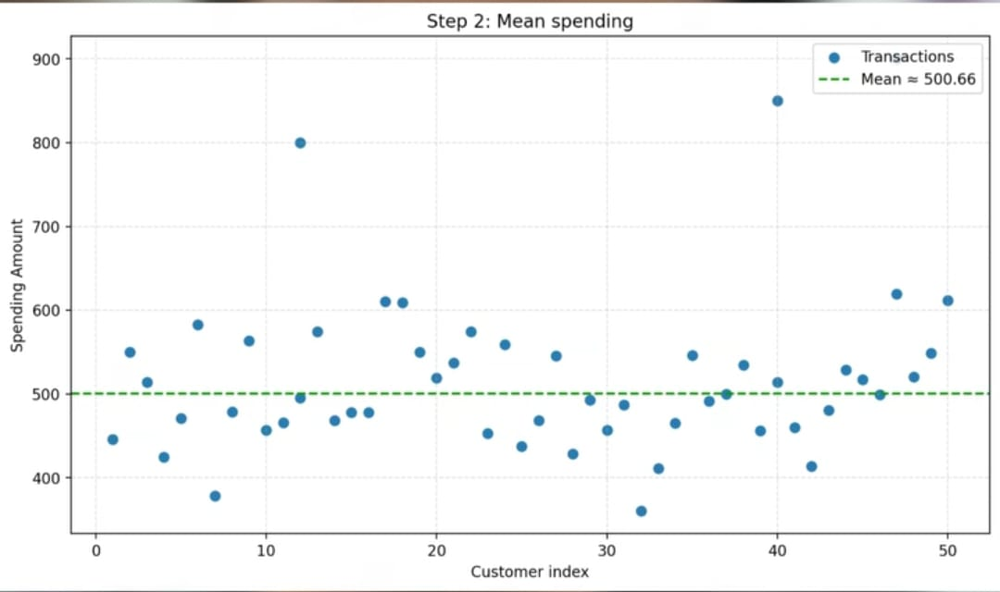 Step 2: Mean spending
Transactions
Mean ≈ 500.66
900
800
700
600
500
400
Spending Amount
0 10 20 30 40 50
Customer index